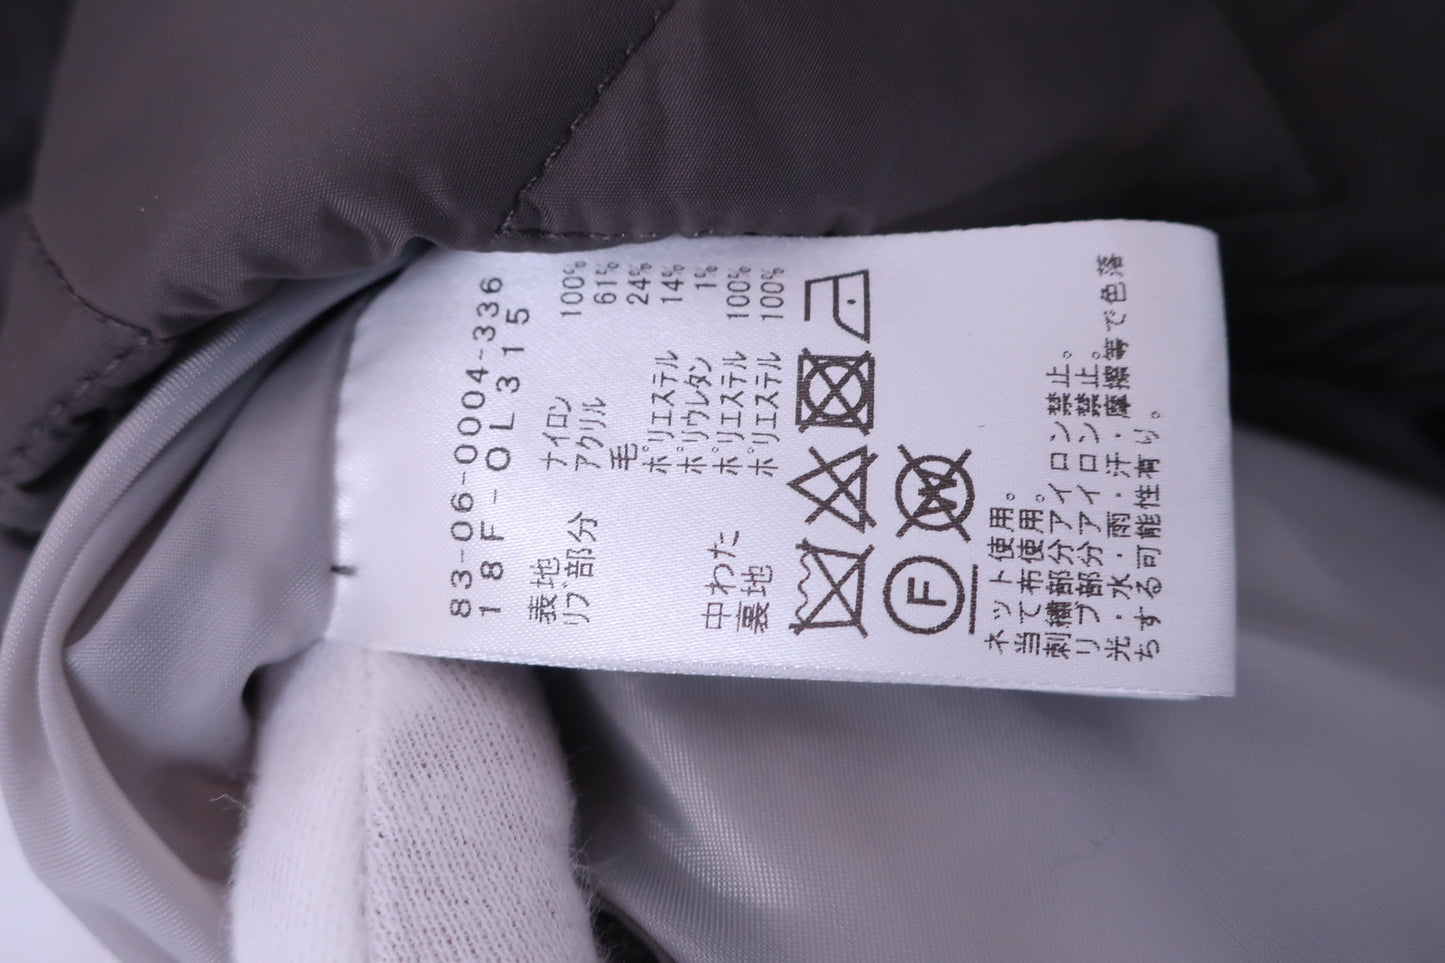 83-06-0004-336
18F-OL315
表地 ナイロン 100%
リブ部分 アクリル 61%
毛 24%
ポリエステル 14%
ポリウレタン 1%
中わた ポリエステル 100%
裏地 ポリエステル 100%
W
F
ネット使用。
当て布使用。
刺繍部分アイロン禁止。
リブ部分アイロン禁止。
光・水・雨・汗・摩擦等で色落
ちする可能性有り。